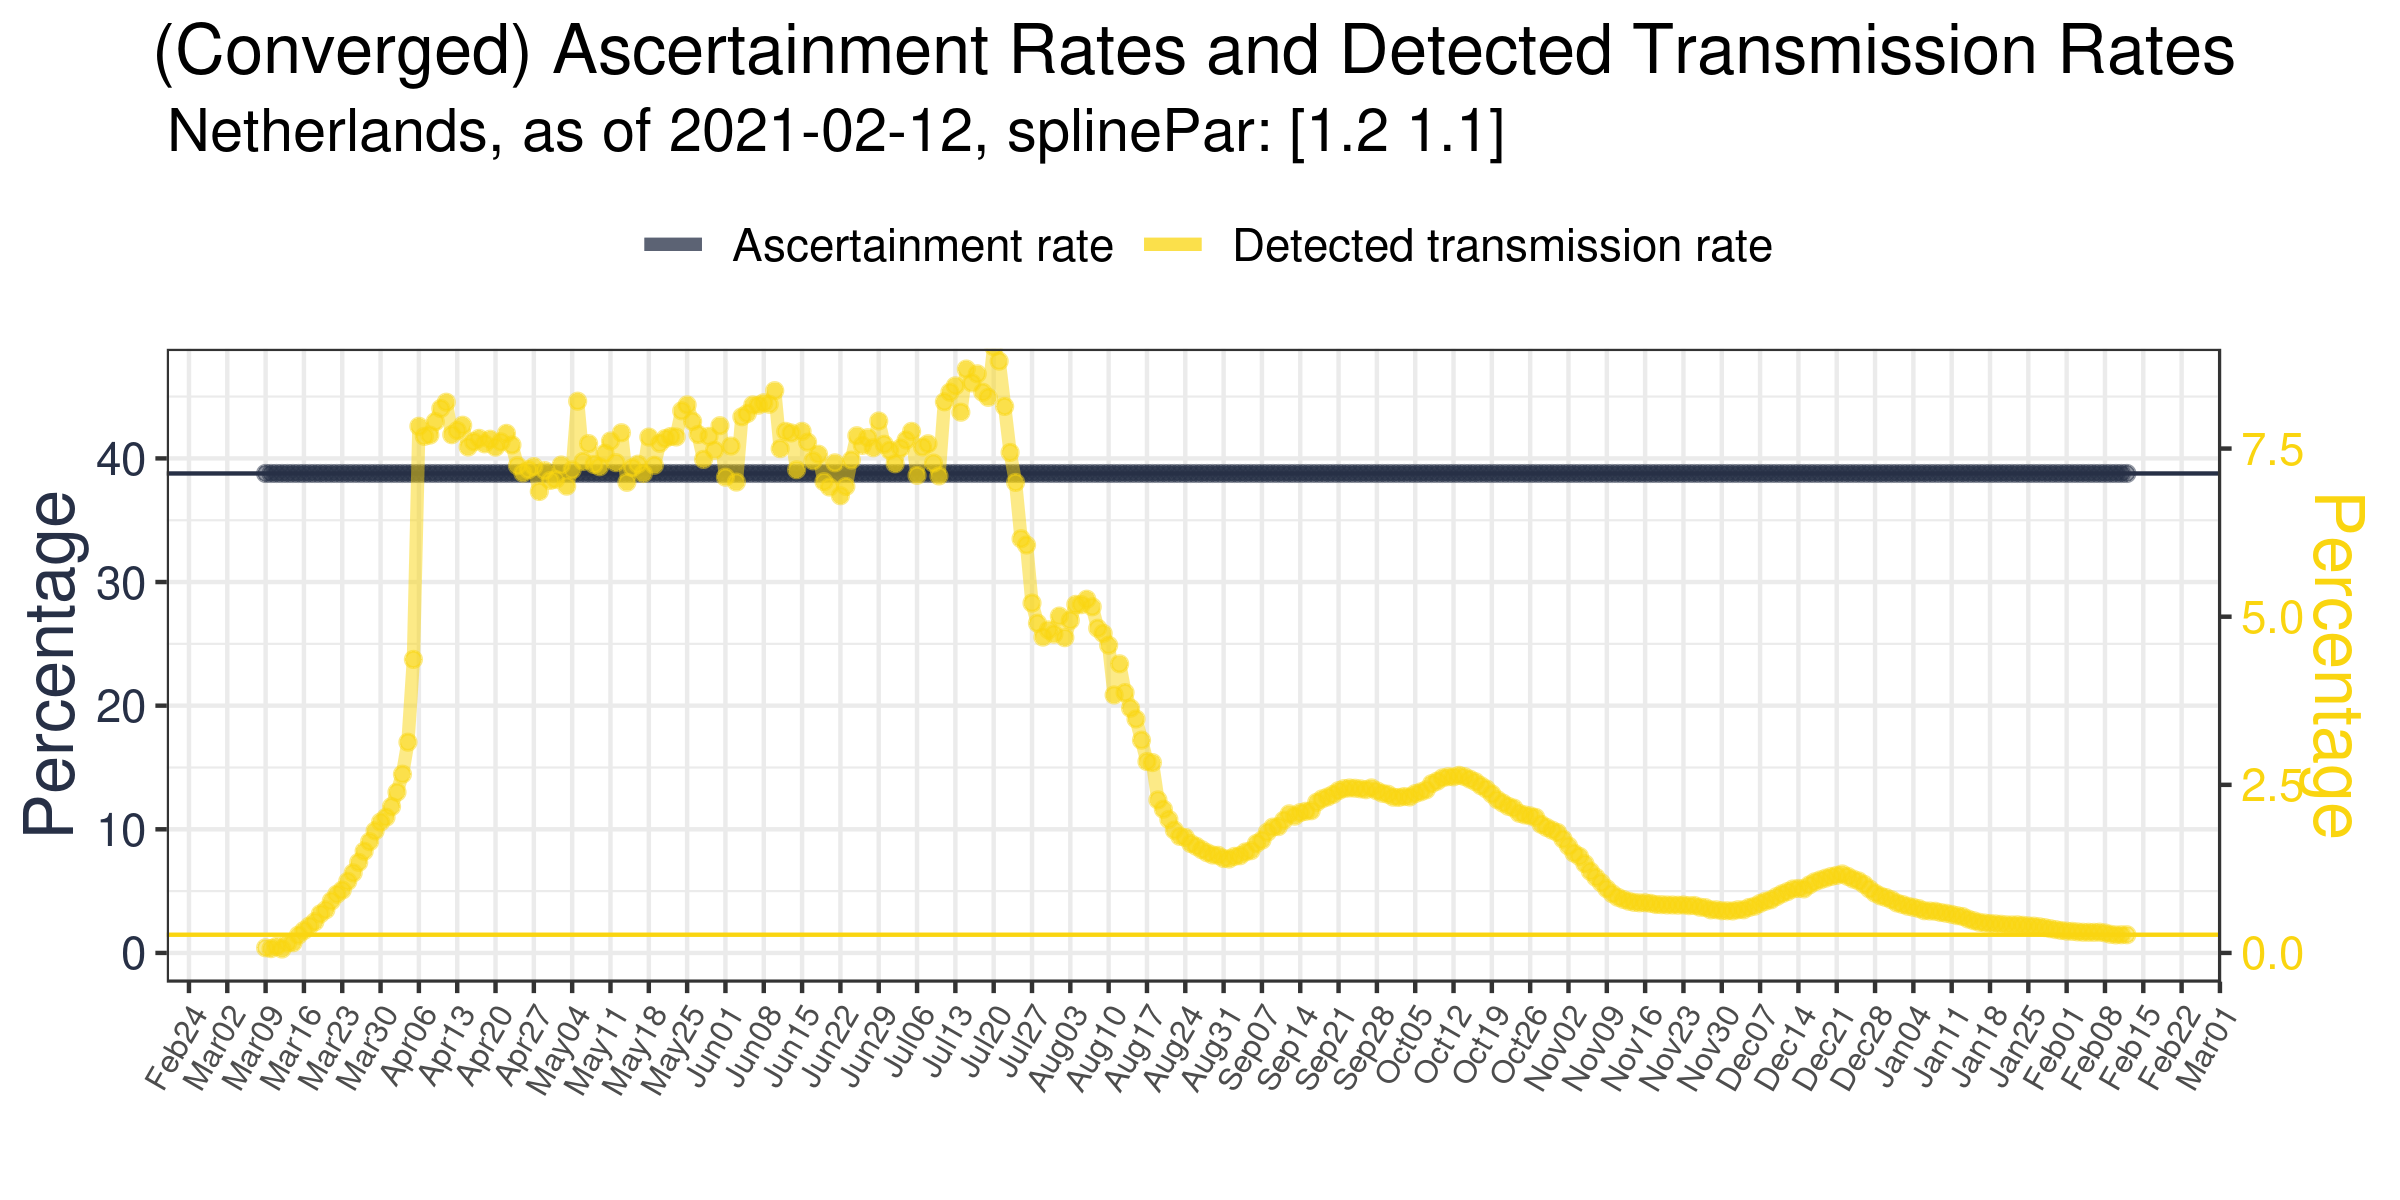 (Converged) Ascertainment Rates and Detected Transmission Rates
Netherlands, as of 2021-02-12, splinePar: [1.2 1.1]
Ascertainment rate Detected transmission rate
Percentage
40
30
20
10
0
7.5
5.0
2.5
0.0
Percentage
Feb24 Mar02 Mar09 Mar16 Mar23 Mar30 Apr06 Apr13 Apr20 Apr27 May04 May11 May18 May25 Jun01 Jun08 Jun15 Jun22 Jun29 Jul06 Jul13 Jul20 Jul27 Aug03 Aug10 Aug17 Aug24 Aug31 Sep07 Sep14 Sep21 Sep28 Oct05 Oct12 Oct19 Oct26 Nov02 Nov09 Nov16 Nov23 Nov30 Dec07 Dec14 Dec21 Dec28 Jan04 Jan11 Jan18 Jan25 Feb01 Feb08 Feb15 Feb22 Mar01